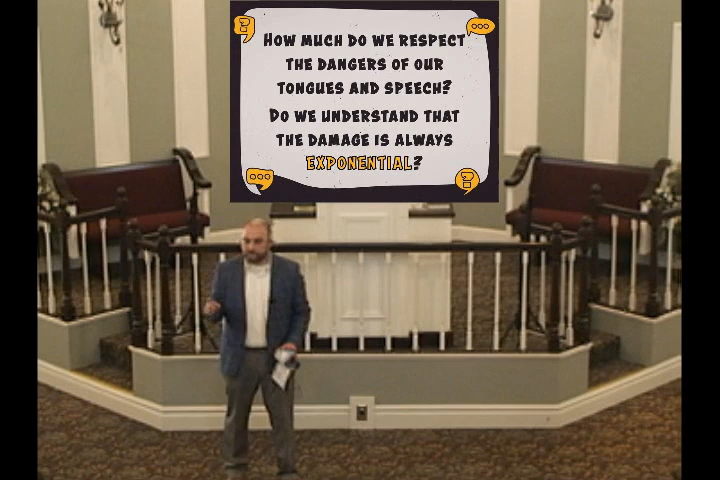 HOW MUCH DO WE RESPECT
THE DANGERS OF OUR
TONGUES AND SPEECH?
DO WE UNDERSTAND THAT
THE DAMAGE IS ALWAYS
EXPONENTIAL?